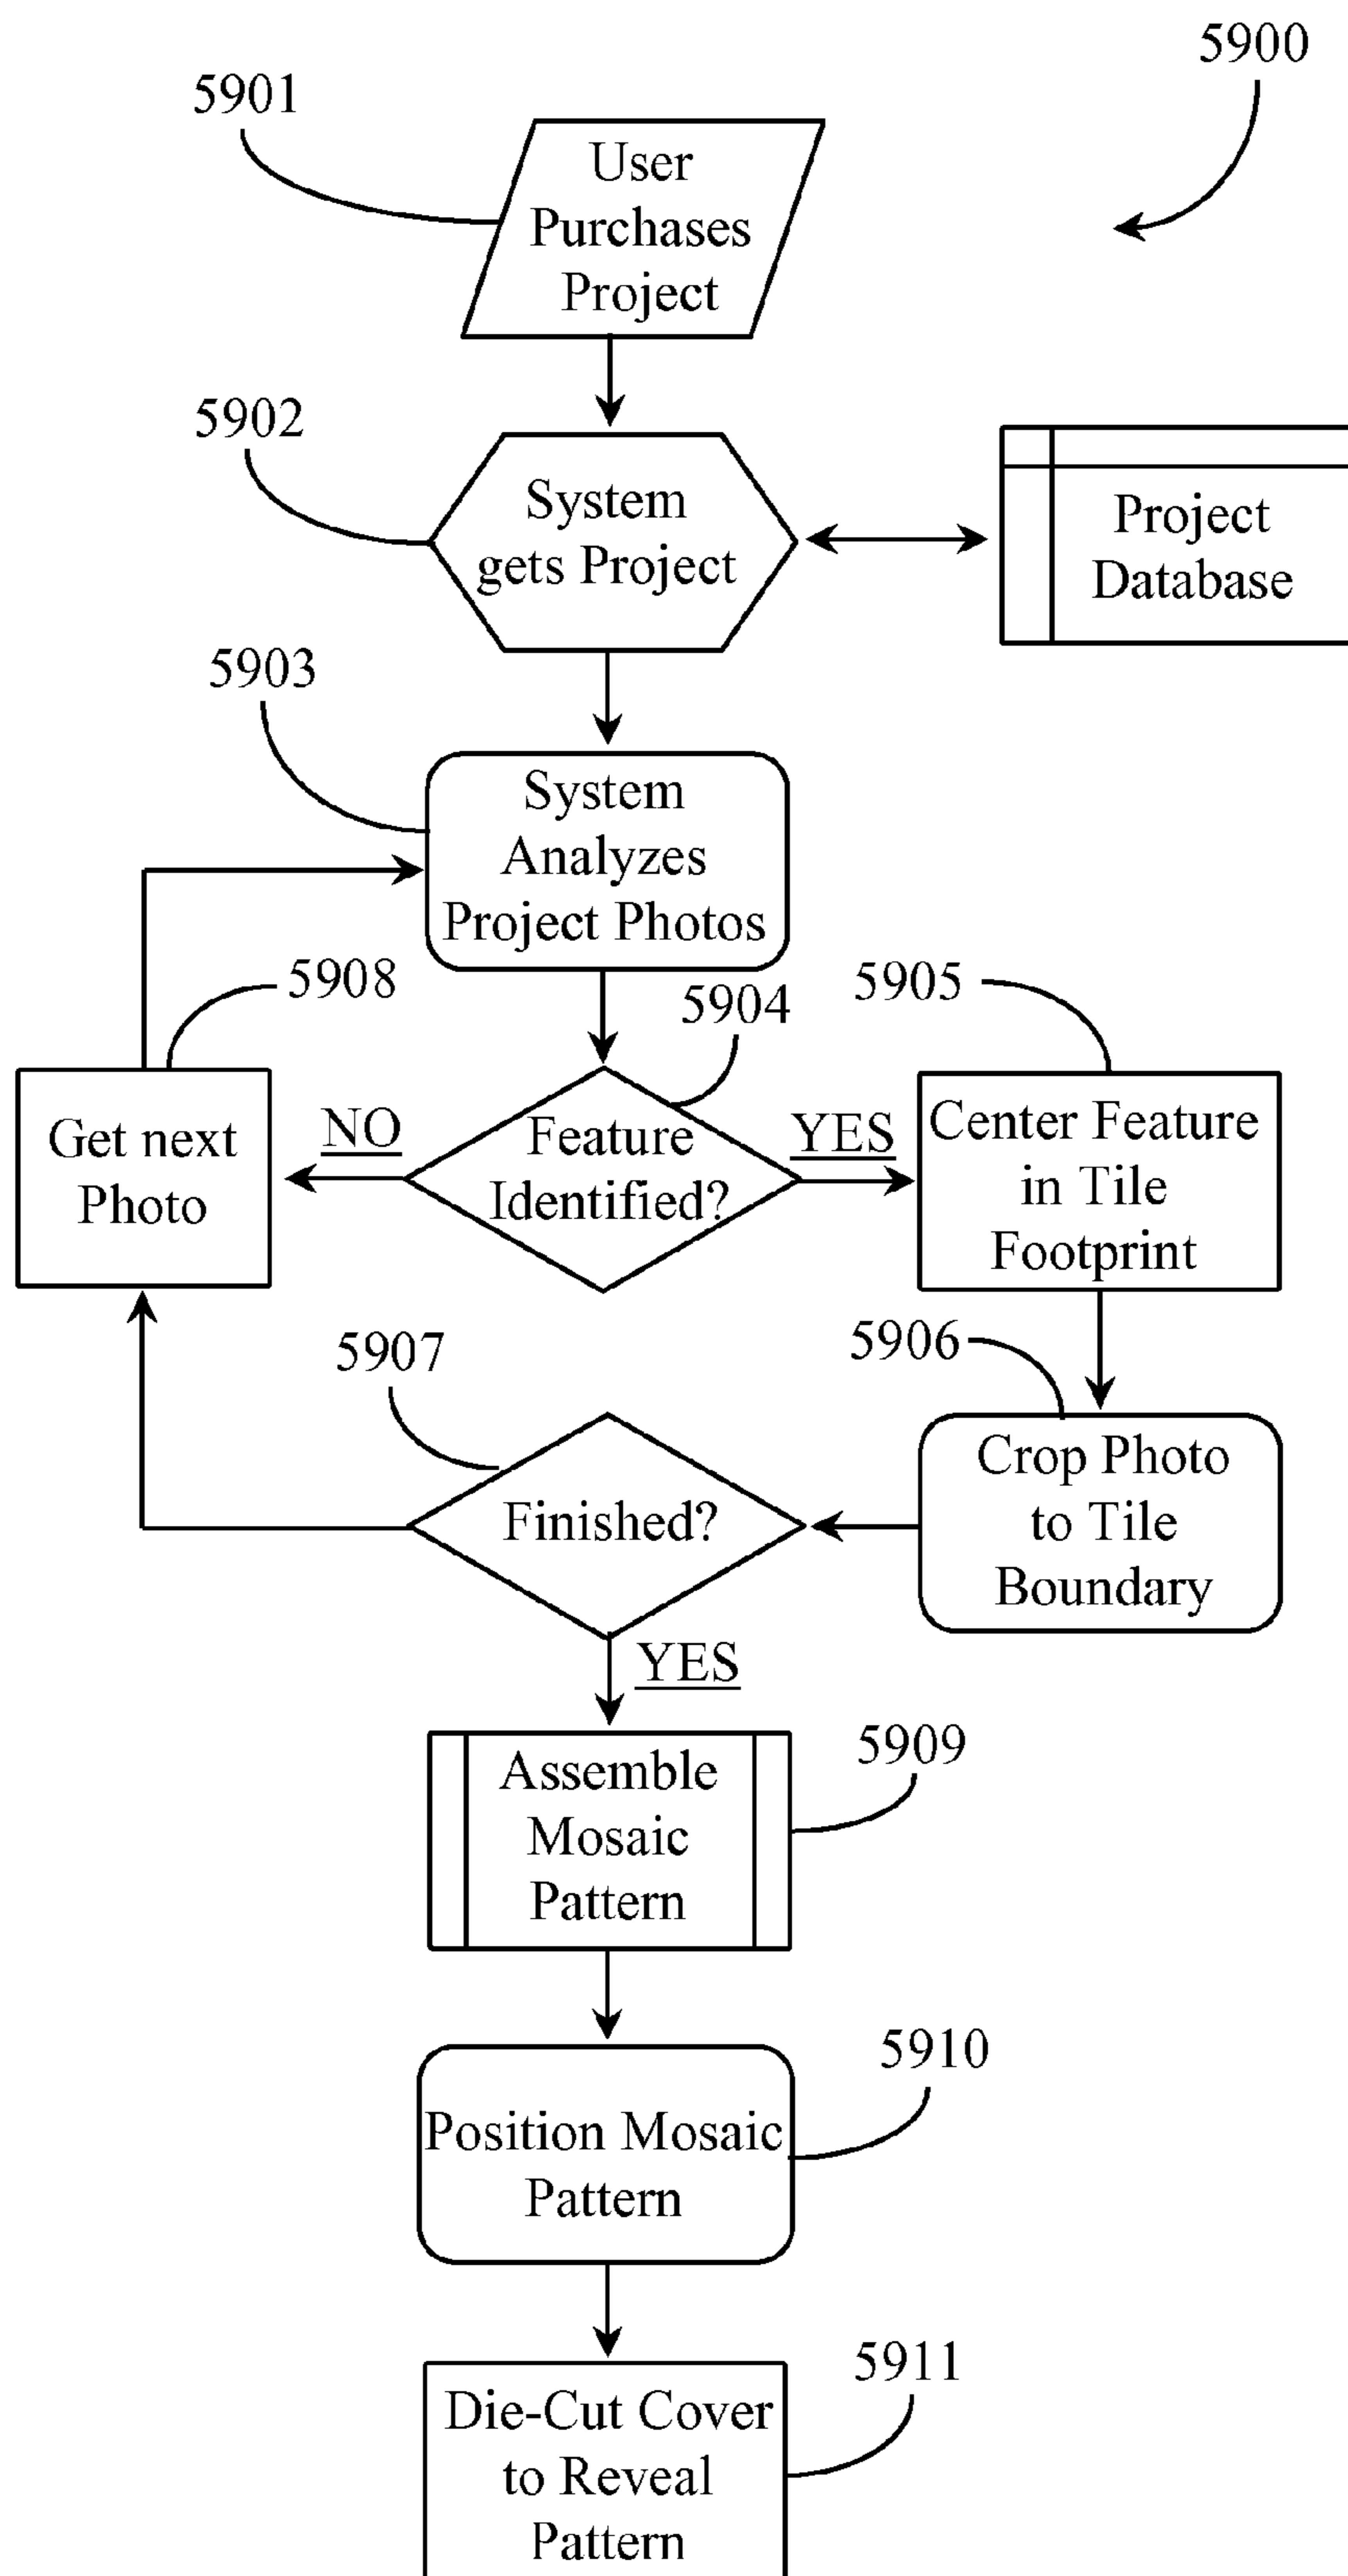 5900
5901
User
Purchases
Project
5902
System
gets Project
Project
Database
5903
System
Analyzes
Project Photos
5908
5904
5905
Get next
Photo
NO
Feature
Identified?
YES
Center Feature
in Tile
Footprint
5907
5906
Finished?
Crop Photo
to Tile
Boundary
YES
Assemble
Mosaic
Pattern
5909
Position Mosaic
Pattern
5910
Die-Cut Cover
to Reveal
Pattern
5911